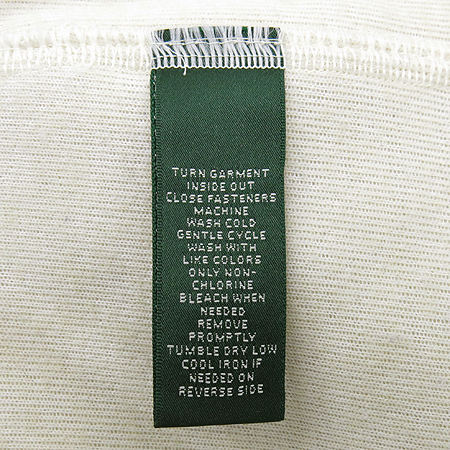 TURN GARMENT
INSIDE OUT
CLOSE FASTENERS
MACHINE
WASH COLD
GENTLE CYCLE
WASH WITH
LIKE COLORS
ONLY NON-
CHLORINE
BLEACH WHEN
NEEDED
REMOVE
PROMPTLY
TUMBLE DRY LOW
COOL IRON IF
NEEDED ON
REVERSE SIDE